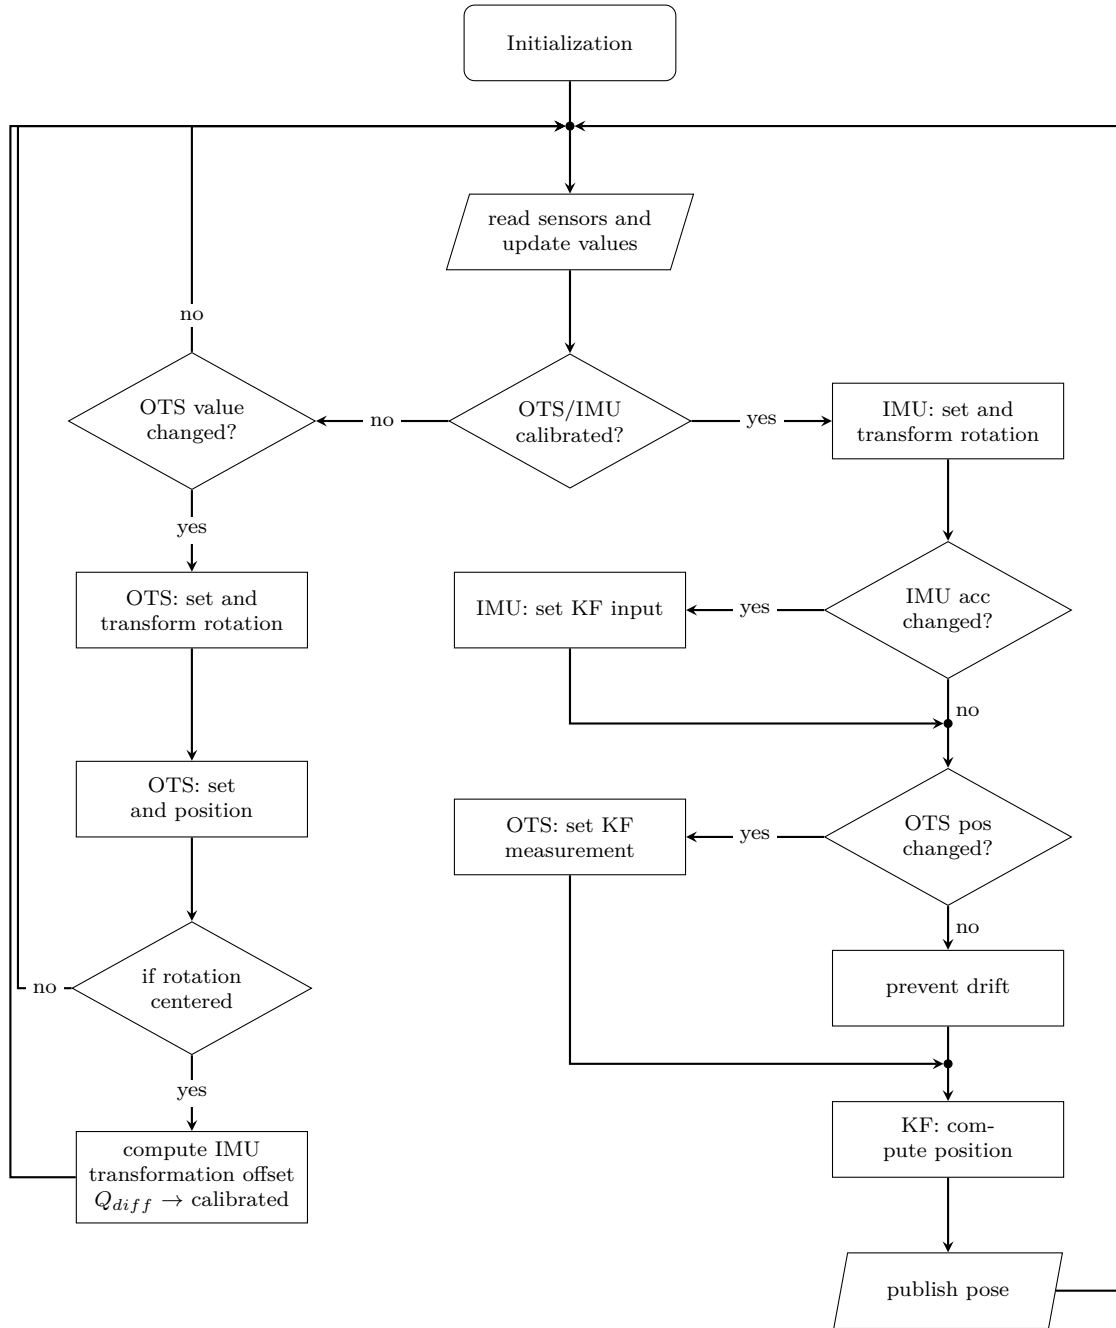 Initialization
read sensors and
update values
no
OTS value
changed?
no
OTS/IMU
calibrated?
yes
IMU: set and
transform rotation
yes
OTS: set and
transform rotation
IMU: set KF input
yes
IMU acc
changed?
no
OTS: set
and position
OTS: set KF
measurement
yes
OTS pos
changed?
no
if rotation
centered
no
prevent drift
yes
compute IMU
transformation offset
Q_{diff} → calibrated
KF: com-
pute position
publish pose